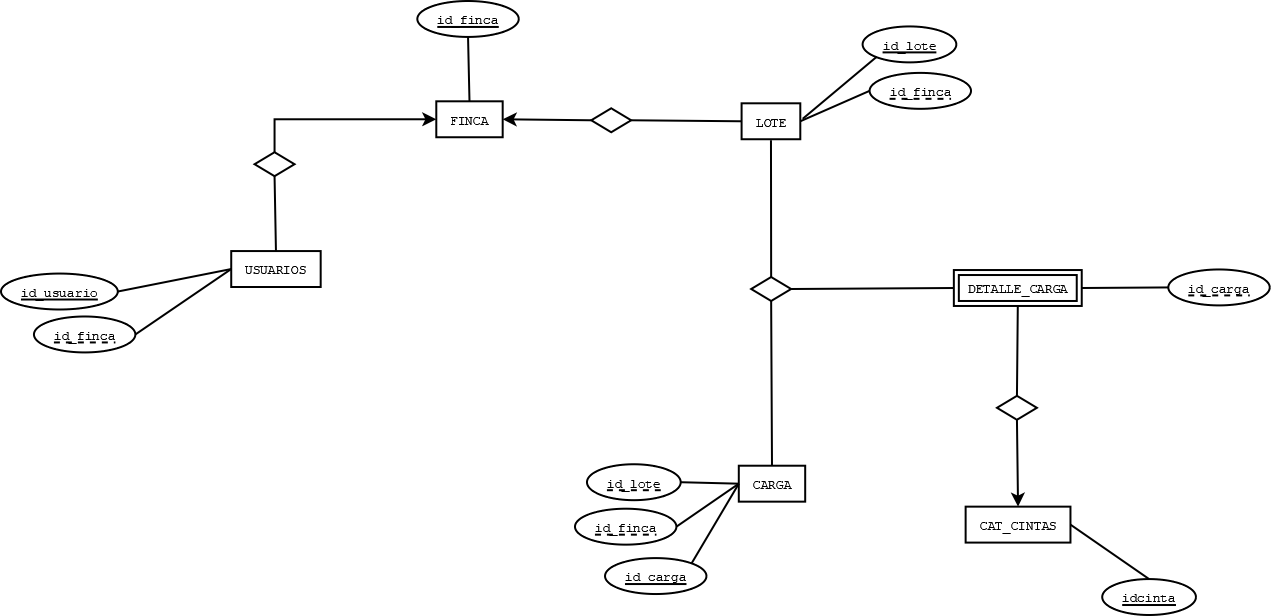 id_finca
id_lote
id_finca
FINCA
LOTE
USUARIOS
id_usuario
id_finca
DETALLE_CARGA
id_carga
id_lote
CARGA
id_finca
CAT_CINTAS
id_carga
idcinta